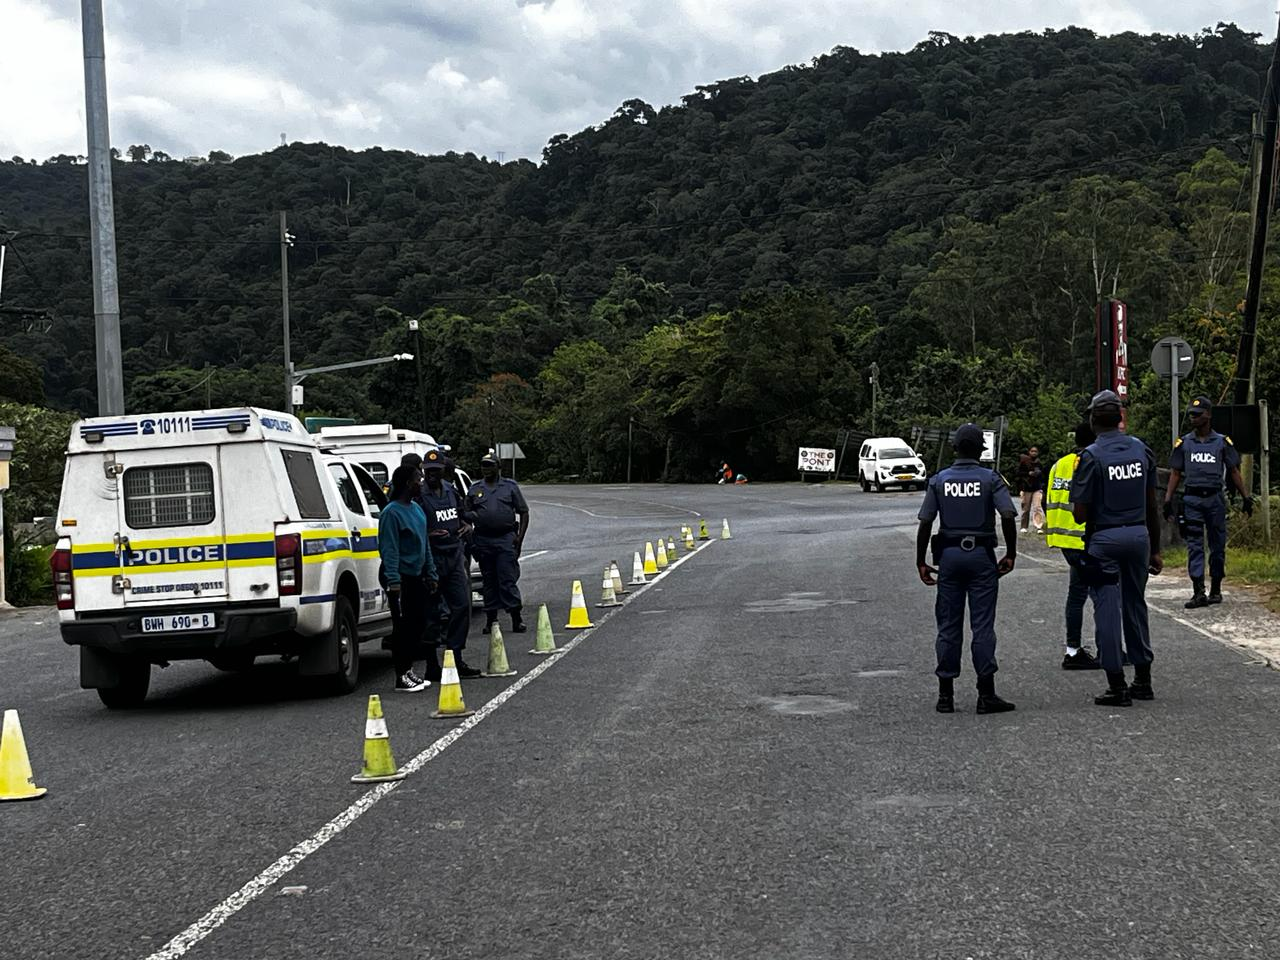 10111
POLICE
POLICE
CRIME STOP 08600 10111
BWH 690 B
POLICE
THE
PONT
POLICE
POLICE
POLICE